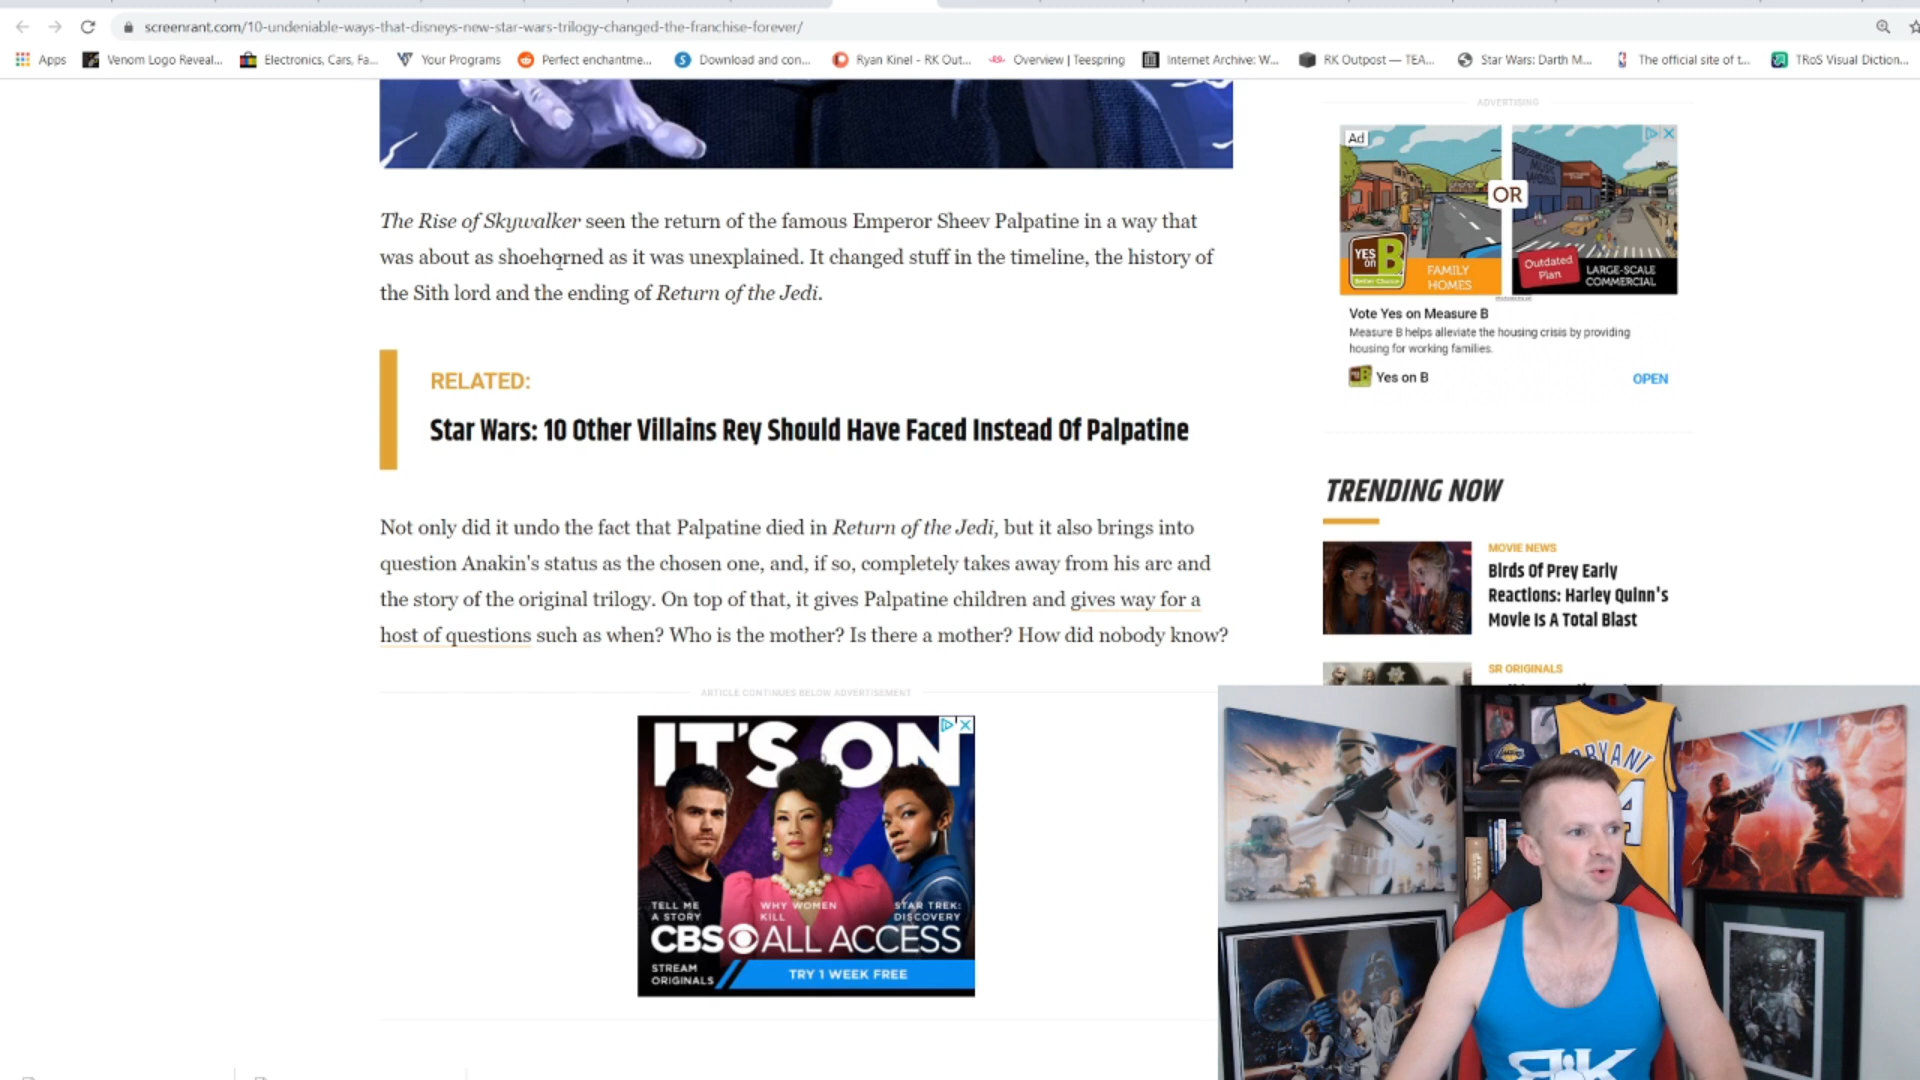 screenrant.com/10-undeniable-ways-that-disneys-new-star-wars-trilogy-changed-the-franchise-forever/
Apps Venom Logo Reveal... Electronics, Cars, Fa... Your Programs Perfect enchantme... Download and con... Ryan Kinel - RK Out... Overview | Teespring Internet Archive: W... RK Outpost — TEA... Star Wars: Darth M... The official site of t... TRoS Visual Diction...
The Rise of Skywalker seen the return of the famous Emperor Sheev Palpatine in a way that
was about as shoehorned as it was unexplained. It changed stuff in the timeline, the history of
the Sith lord and the ending of Return of the Jedi.
RELATED:
Star Wars: 10 Other Villains Rey Should Have Faced Instead Of Palpatine
Not only did it undo the fact that Palpatine died in Return of the Jedi, but it also brings into
question Anakin's status as the chosen one, and, if so, completely takes away from his arc and
the story of the original trilogy. On top of that, it gives Palpatine children and gives way for a
host of questions such as when? Who is the mother? Is there a mother? How did nobody know?
ARTICLE CONTINUES BELOW ADVERTISEMENT
IT'S ON
TELL ME
A STORY
WHY WOMEN
KILL
STAR TREK:
DISCOVERY
CBS ALL ACCESS
STREAM
ORIGINALS
TRY 1 WEEK FREE
ADVERTISING
Ad
OR
YES
on
B
Better Choice
FAMILY
HOMES
Outdated
Plan
LARGE-SCALE
COMMERCIAL
Vote Yes on Measure B
Measure B helps alleviate the housing crisis by providing
housing for working families.
Yes on B
OPEN
TRENDING NOW
MOVIE NEWS
Birds Of Prey Early
Reactions: Harley Quinn's
Movie Is A Total Blast
SR ORIGINALS
BRYANT
4
RK